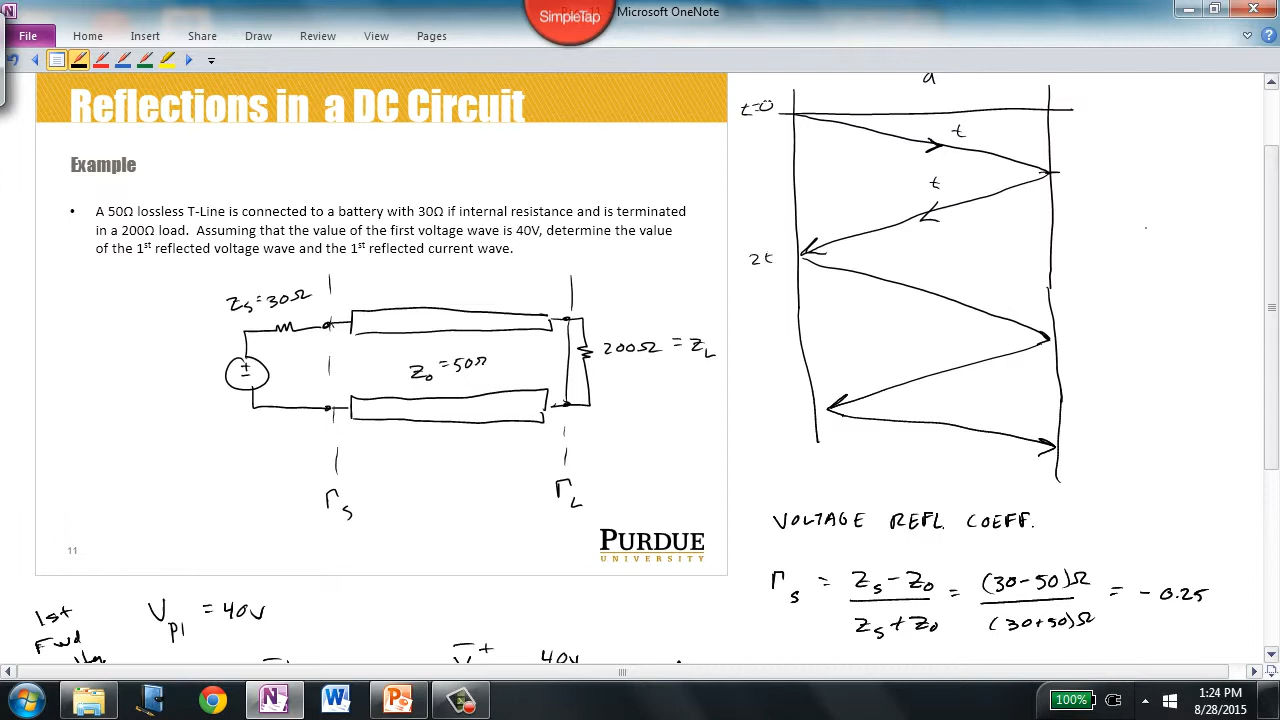 SimpleTap
Microsoft OneNote
File Home Insert Share Draw Review View Pages
Reflections in a DC Circuit
Example
• A 50Ω lossless T-Line is connected to a battery with 30Ω if internal resistance and is terminated
in a 200Ω load. Assuming that the value of the first voltage wave is 40V, determine the value
of the 1st reflected voltage wave and the 1st reflected current wave.
Zs=30Ω
+
-
Zo=50Ω
200Ω = ZL
Γs
ΓL
PURDUE
UNIVERSITY
11
1st
Fwd
VP1 = 40V
V+
40V
d
t=0
t
t
2t
VOLTAGE REFL. COEFF.
Γs = Zs-Zo / Zs+Zo = (30-50)Ω / (30+50)Ω = -0.25
100%
1:24 PM
8/28/2015